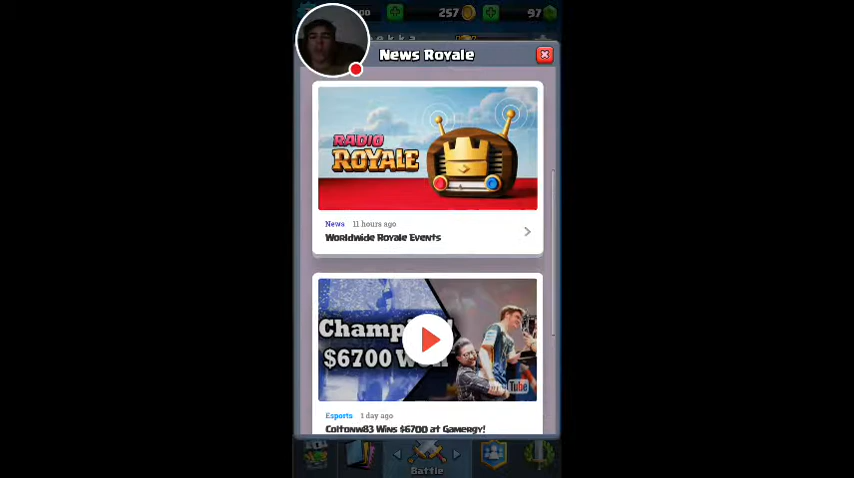 257
97
News Royale
RADIO
ROYALE
News 11 hours ago
Worldwide Royale Events
$6700
Tube
Esports 1 day ago
Coltonw83 Wins $6700 at Gamergy!
Battle